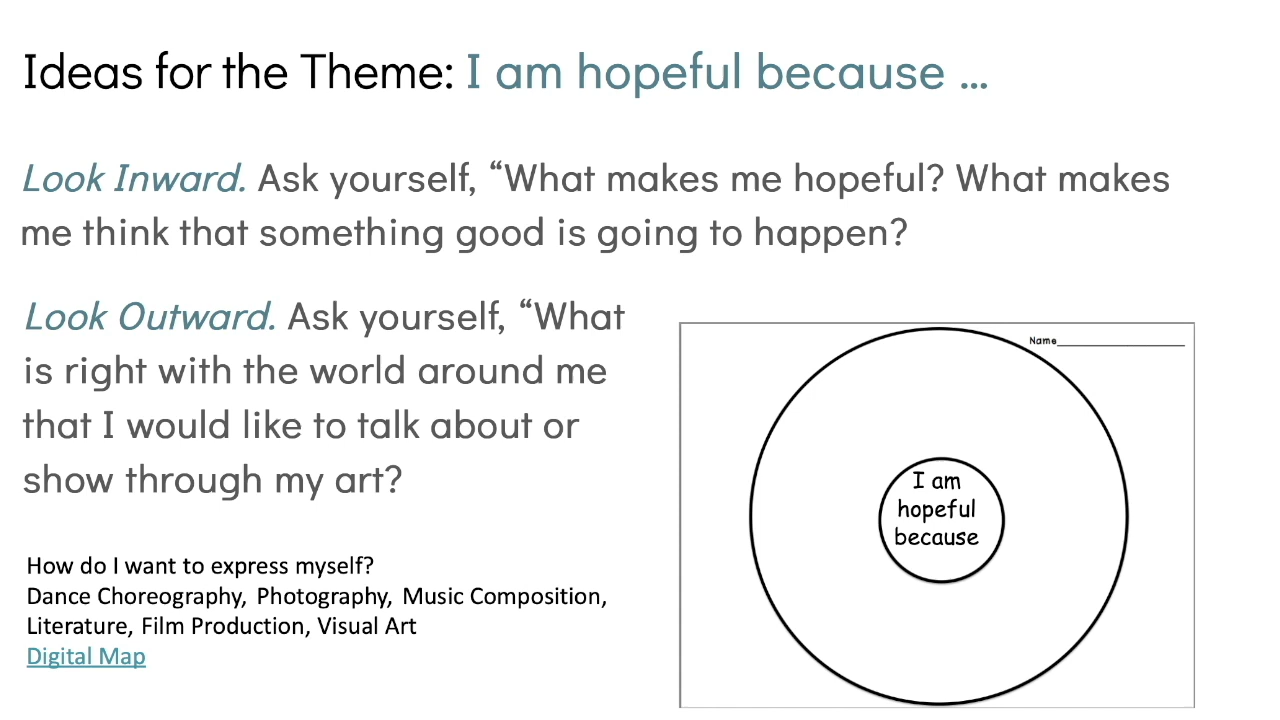 Ideas for the Theme: I am hopeful because ...
Look Inward. Ask yourself, “What makes me hopeful? What makes
me think that something good is going to happen?
Look Outward. Ask yourself, “What
is right with the world around me
that I would like to talk about or
show through my art?
How do I want to express myself?
Dance Choreography, Photography, Music Composition,
Literature, Film Production, Visual Art
Digital Map
Name
I am
hopeful
because